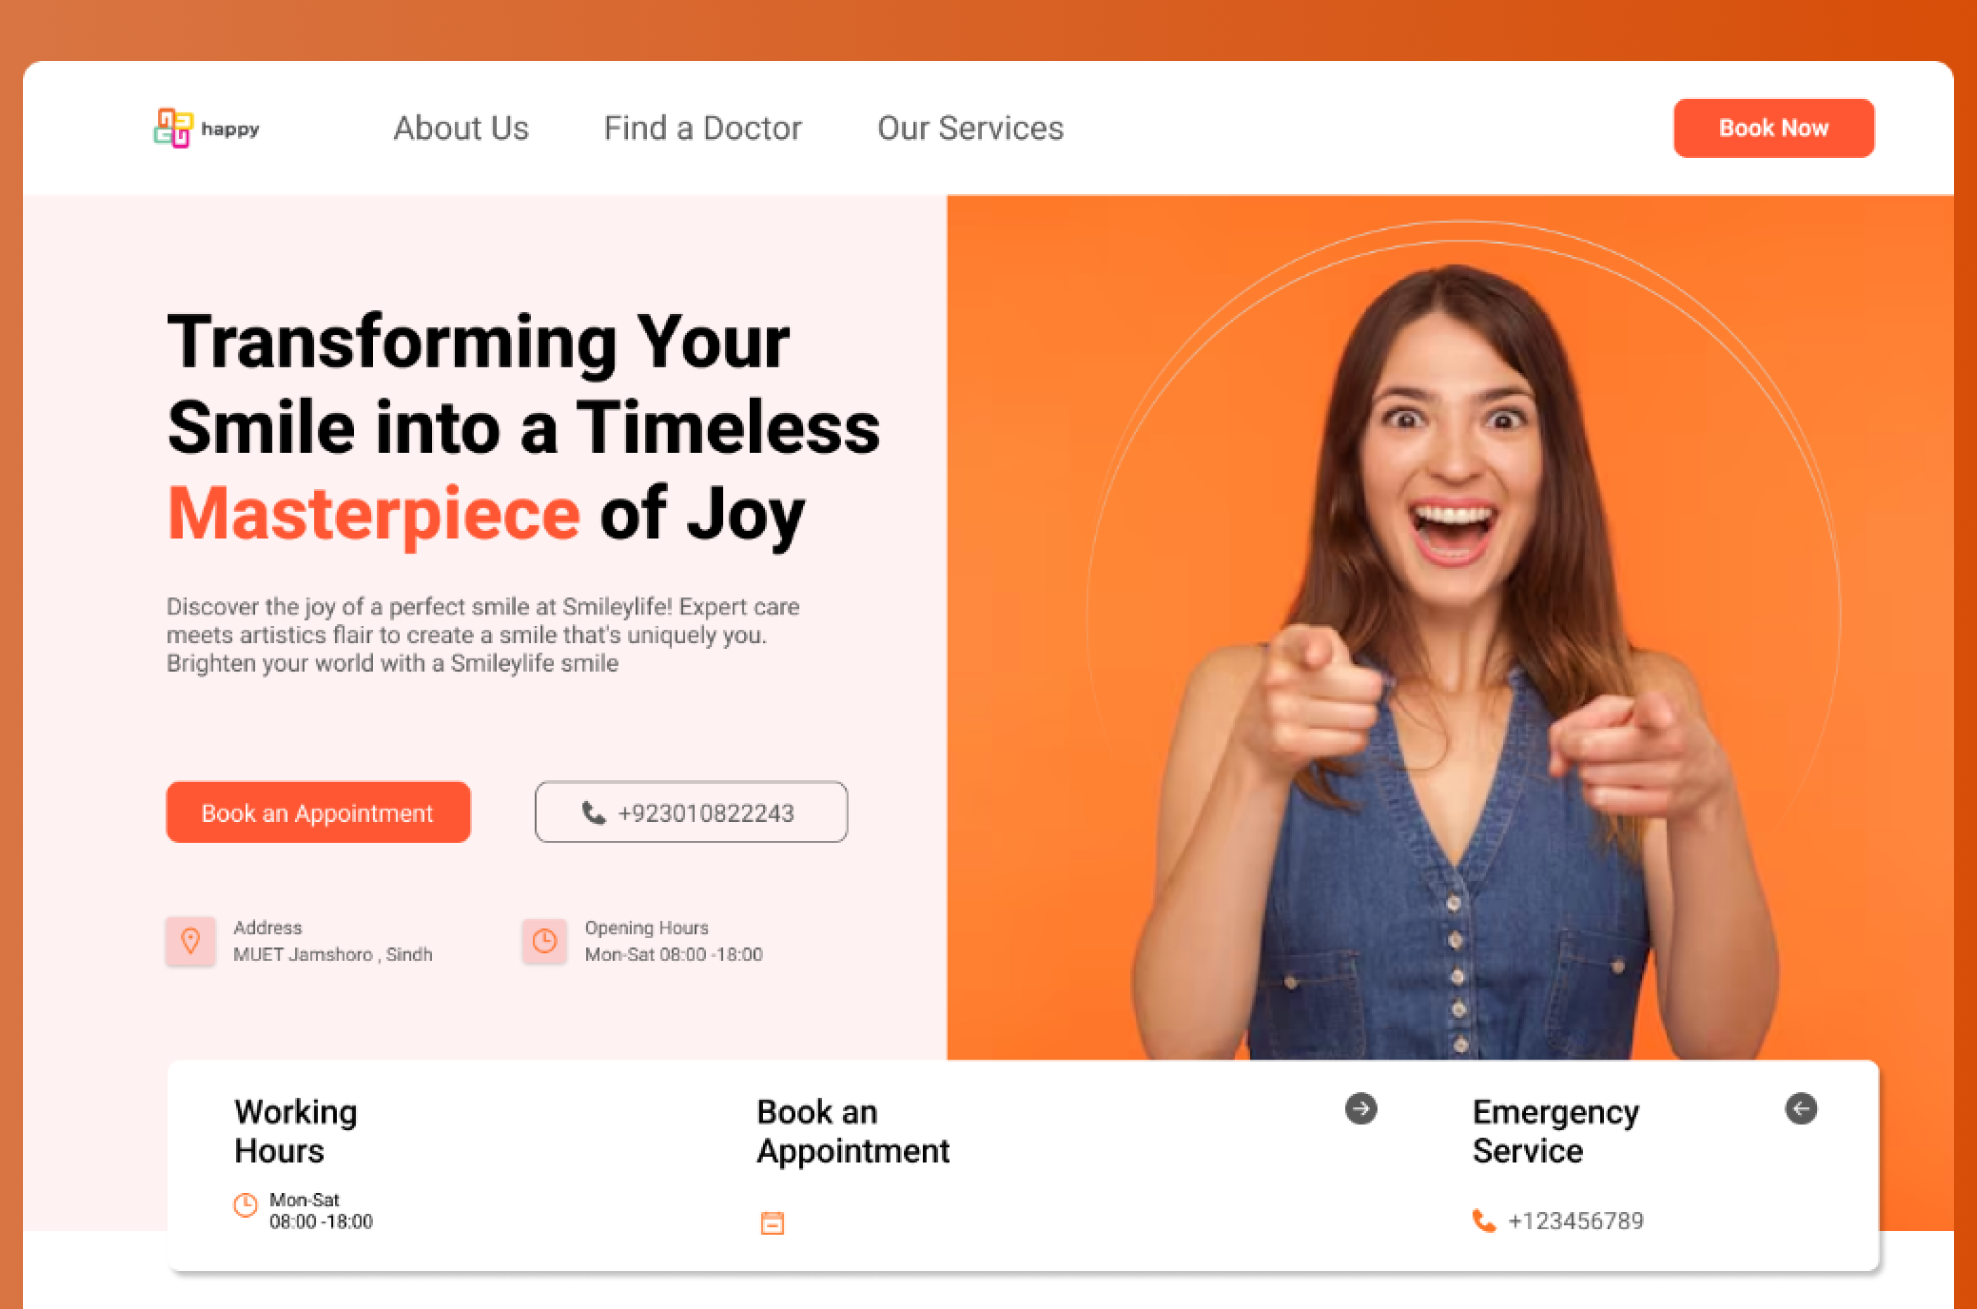 happy
About Us
Find a Doctor
Our Services
Book Now
Transforming Your
Smile into a Timeless
Masterpiece of Joy
Discover the joy of a perfect smile at Smileylife! Expert care
meets artistics flair to create a smile that's uniquely you.
Brighten your world with a Smileylife smile
Book an Appointment
+923010822243
Address
MUET Jamshoro , Sindh
Opening Hours
Mon-Sat 08:00 -18:00
Working
Hours
Mon-Sat
08:00 -18:00
Book an
Appointment
Emergency
Service
+123456789